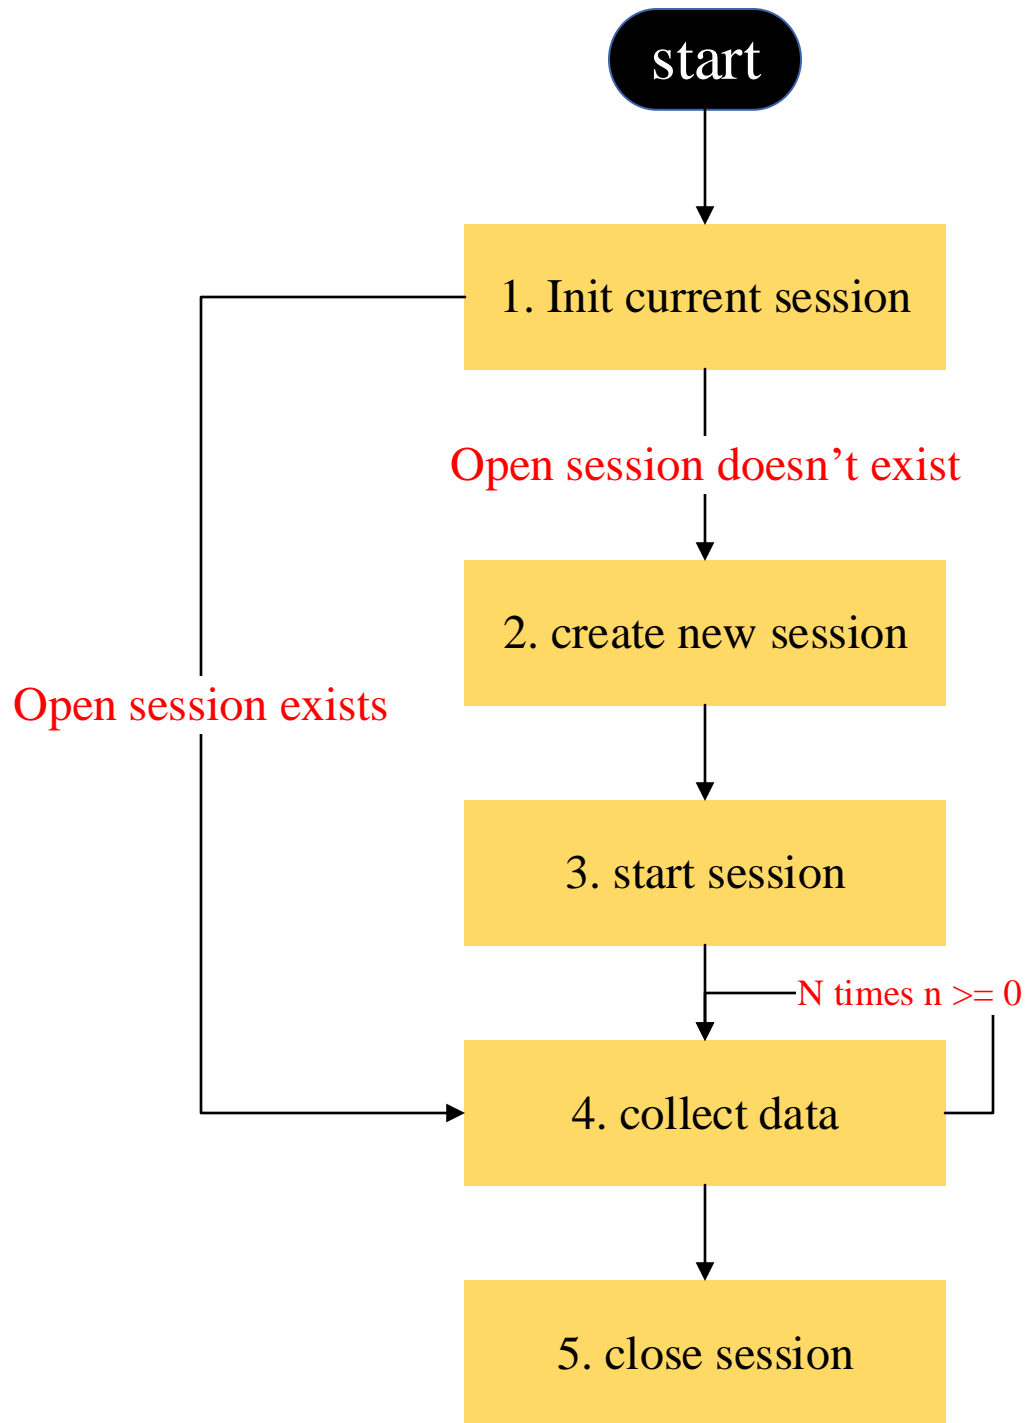 start
1. Init current session
Open session doesn’t exist
2. create new session
Open session exists
3. start session
N times n >= 0
4. collect data
5. close session